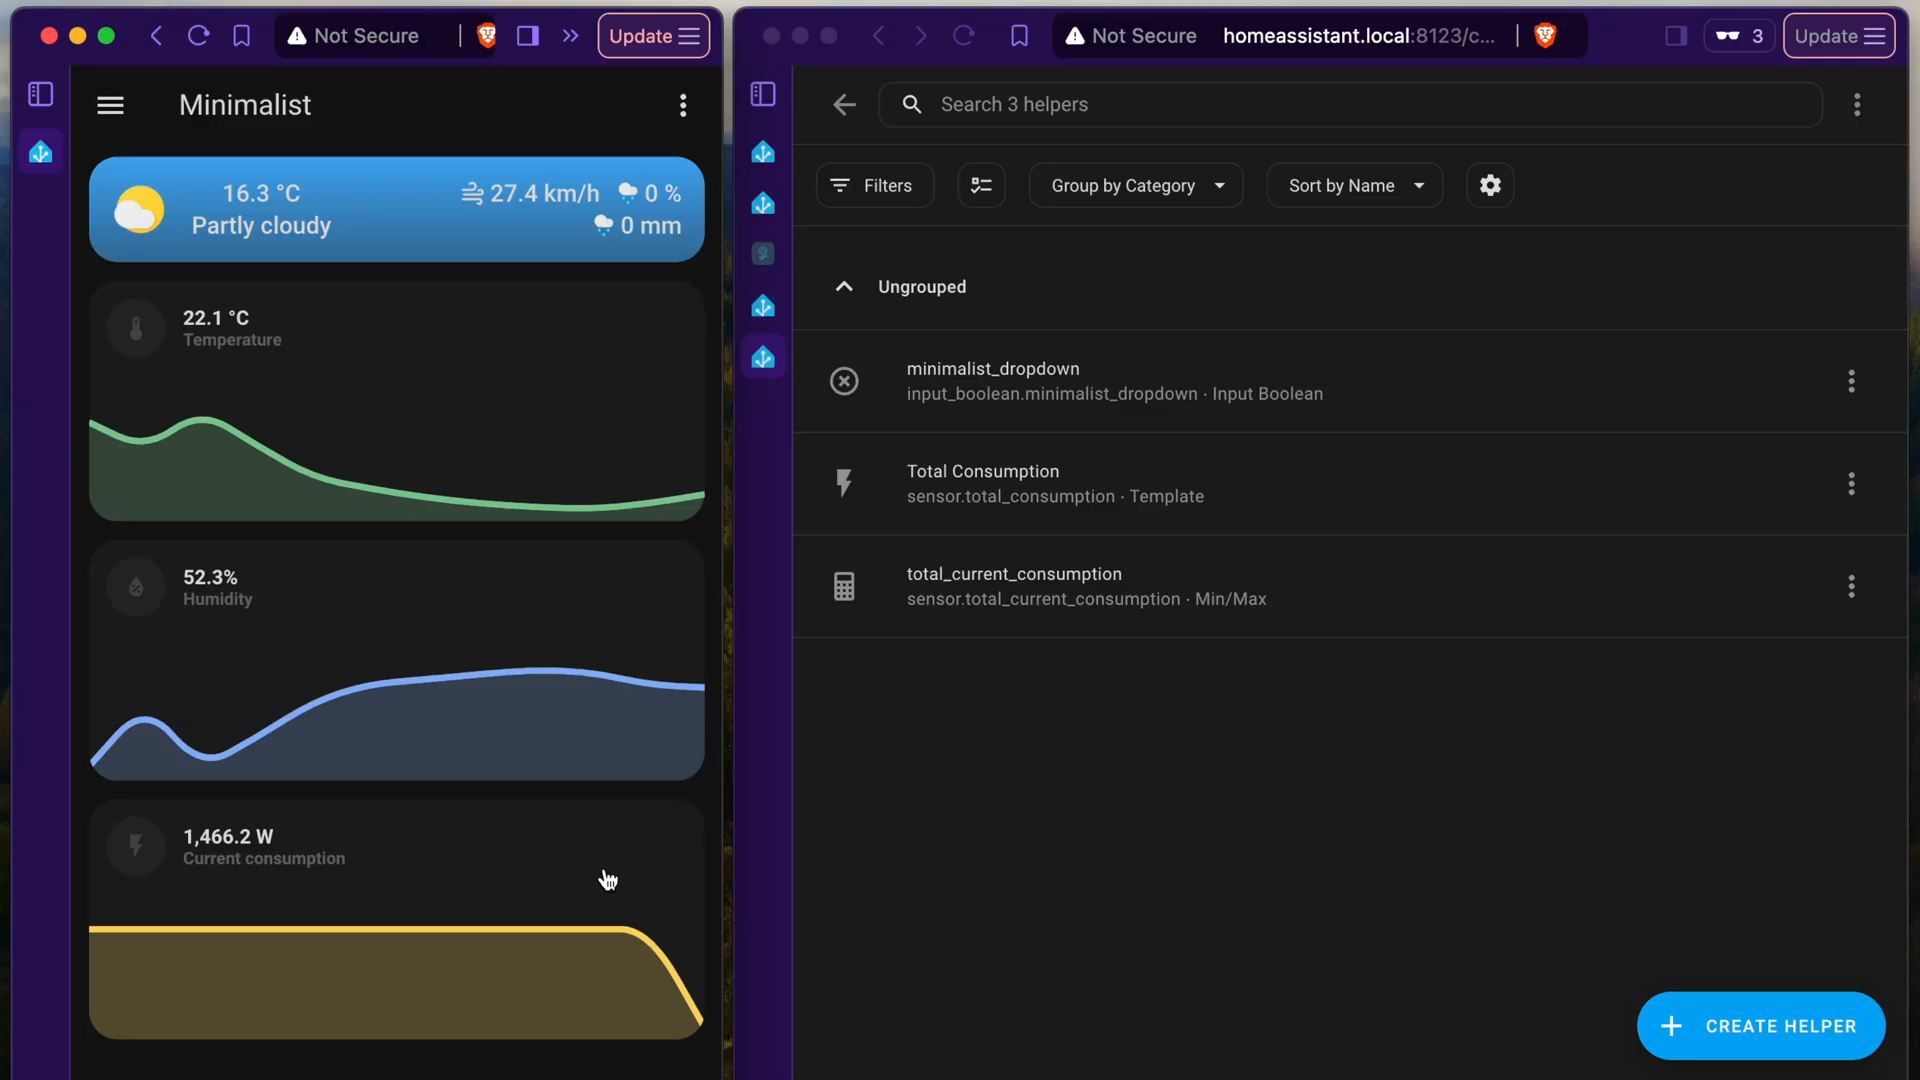 Not Secure
Update
Not Secure
homeassistant.local:8123/c...
3
Update
Minimalist
Search 3 helpers
16.3 °C
27.4 km/h
0 %
Partly cloudy
0 mm
Filters
Group by Category
Sort by Name
22.1 °C
Temperature
Ungrouped
minimalist_dropdown
input_boolean.minimalist_dropdown · Input Boolean
Total Consumption
sensor.total_consumption · Template
52.3%
Humidity
total_current_consumption
sensor.total_current_consumption · Min/Max
1,466.2 W
Current consumption
CREATE HELPER